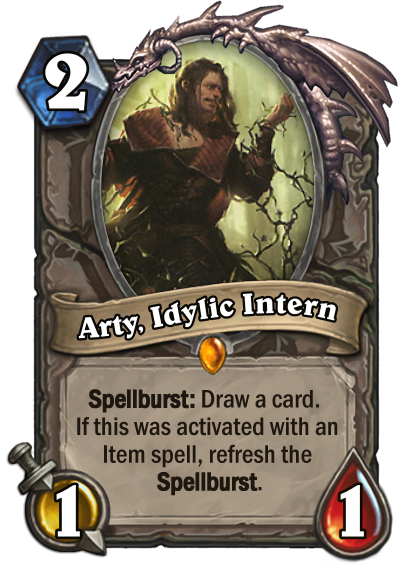 2
Arty, Idylic Intern
Spellburst: Draw a card.
If this was activated with an
Item spell, refresh the
Spellburst.
1
1